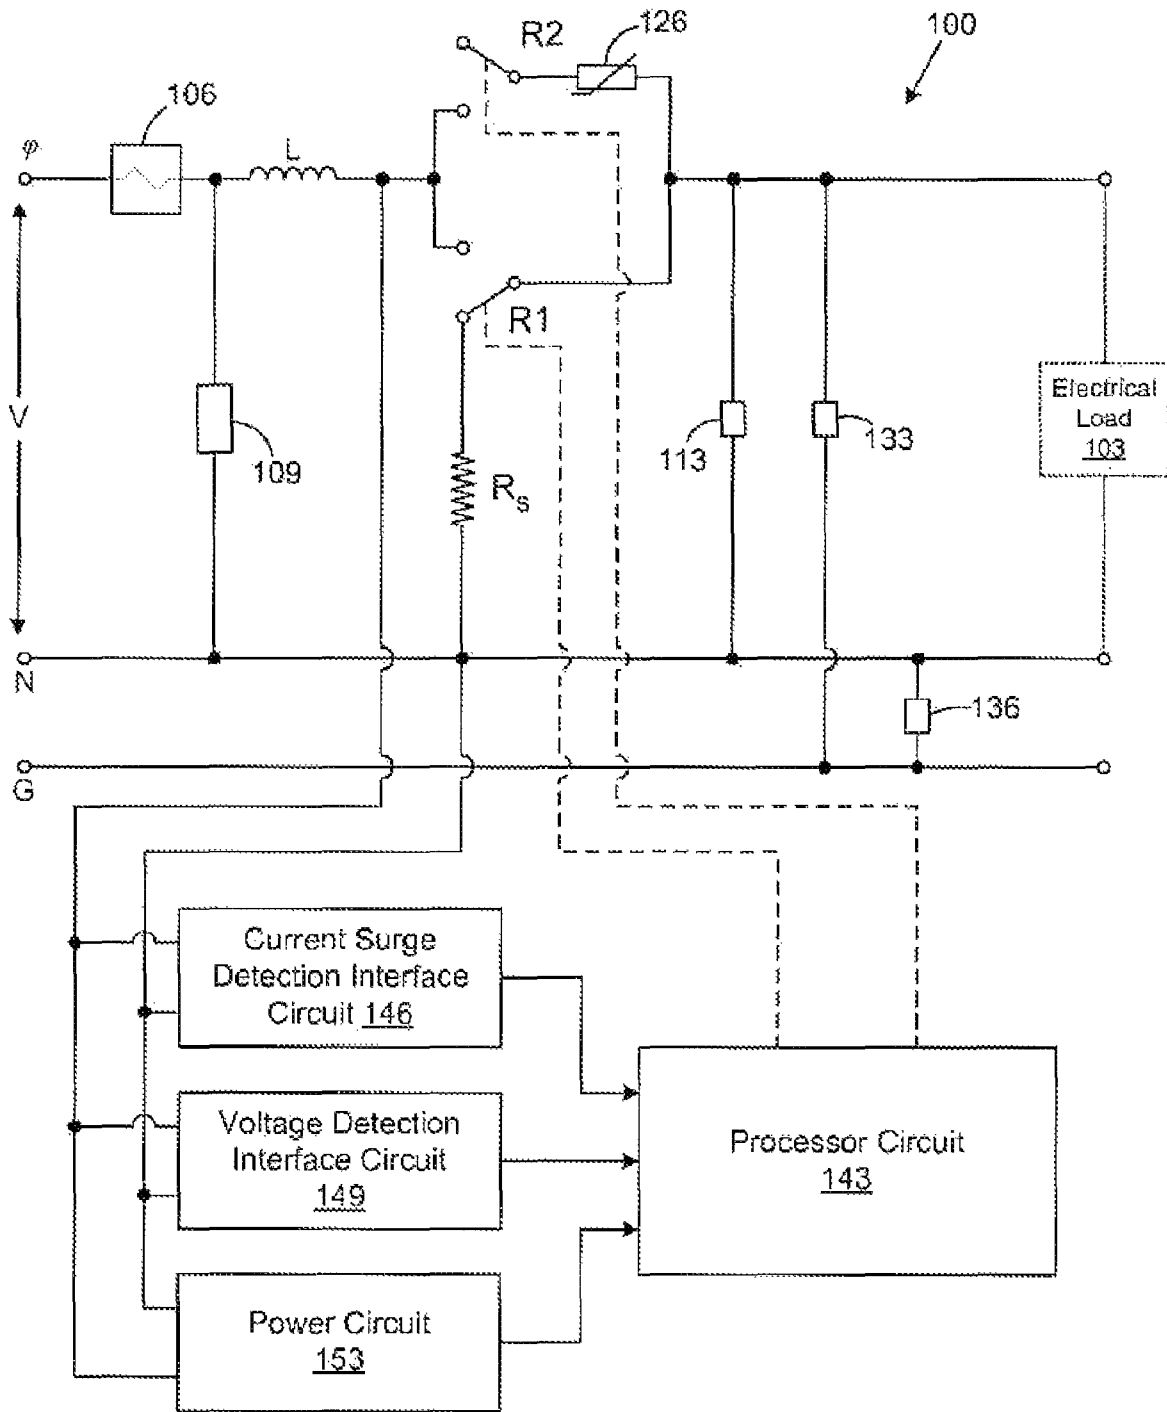 R2
126
100
106
φ
L
R1
V
109
Rs
113
133
Electrical
Load
103
N
136
G
Current Surge
Detection Interface
Circuit 146
Voltage Detection
Interface Circuit
149
Processor Circuit
143
Power Circuit
153